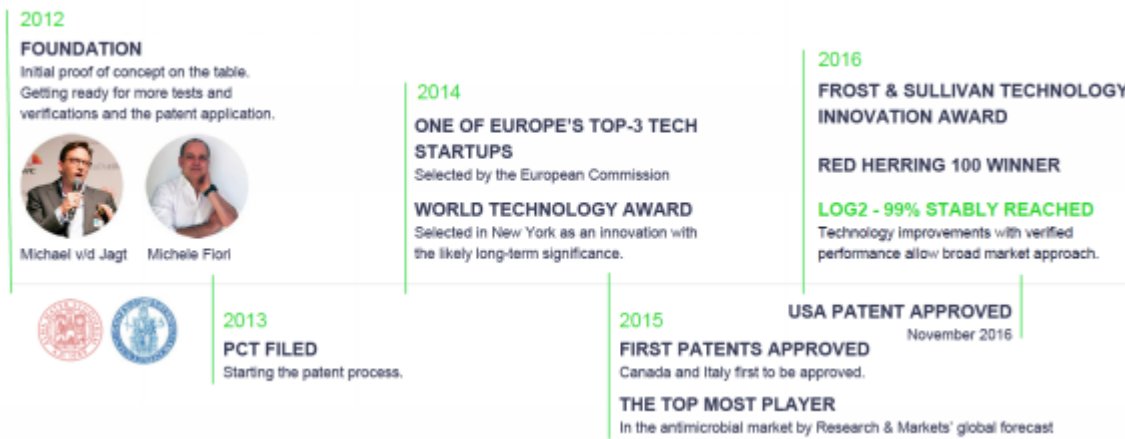 2012
FOUNDATION
Initial proof of concept on the table.
Getting ready for more tests and
verifications and the patent application.
Michael v/d Jagt
Michele Fiori
2013
PCT FILED
Starting the patent process.
2014
ONE OF EUROPE'S TOP-3 TECH
STARTUPS
Selected by the European Commission
WORLD TECHNOLOGY AWARD
Selected in New York as an innovation with
the likely long-term significance.
2015
FIRST PATENTS APPROVED
Canada and Italy first to be approved.
THE TOP MOST PLAYER
In the antimicrobial market by Research & Markets' global forecast
2016
FROST & SULLIVAN TECHNOLOGY
INNOVATION AWARD
RED HERRING 100 WINNER
LOG2 - 99% STABLY REACHED
Technology improvements with verified
performance allow broad market approach.
USA PATENT APPROVED
November 2016